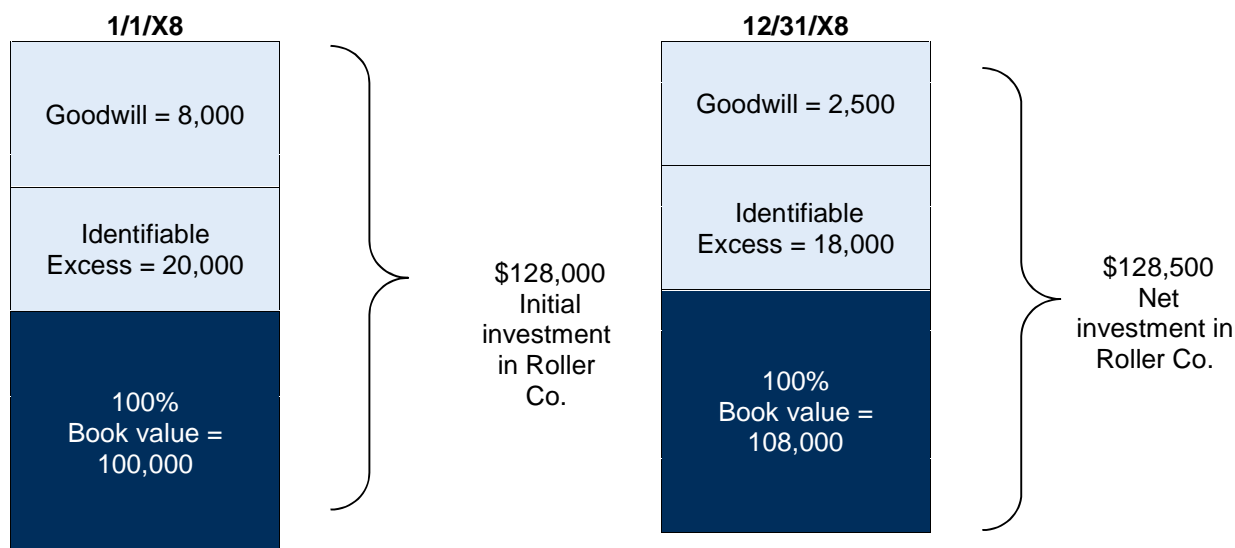 1/1/X8
Goodwill = 8,000
Identifiable
Excess = 20,000
100%
Book value =
100,000
$128,000
Initial
investment
in Roller
Co.
12/31/X8
Goodwill = 2,500
Identifiable
Excess = 18,000
100%
Book value =
108,000
$128,500
Net
investment in
Roller Co.